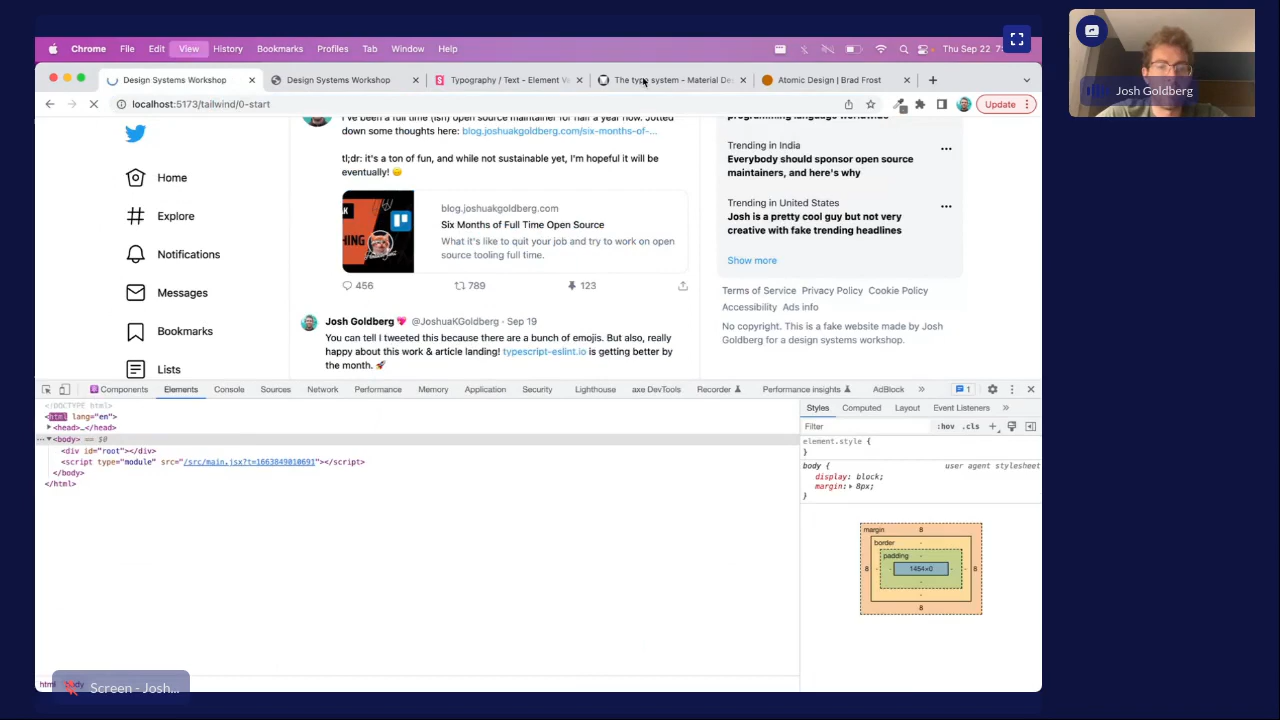 Chrome File Edit View History Bookmarks Profiles Tab Window Help
Thu Sep 22 7:
Design Systems Workshop
Design Systems Workshop
Typography / Text - Element
The type system - Material De
Atomic Design | Brad Frost
localhost:5173/tailwind/0-start
Update
Home
Explore
Notifications
Messages
Bookmarks
Lists
I've been a full time (ish) open source maintainer for half a year now. Jotted
down some thoughts here: blog.joshuakgoldberg.com/six-months-of-...
tl;dr: it's a ton of fun, and while not sustainable yet, I'm hopeful it will be
eventually!
THING
blog.joshuakgoldberg.com
Six Months of Full Time Open Source
What it's like to quit your job and try to work on open
source tooling full time.
456 789 123
Josh Goldberg 💖 @JoshuaKGoldberg · Sep 19
You can tell I tweeted this because there are a bunch of emojis. But also, really
happy about this work & article landing! typescript-eslint.io is getting better by
the month. 🚀
programming language worldwide
Trending in India
Everybody should sponsor open source
maintainers, and here's why
Trending in United States
Josh is a pretty cool guy but not very
creative with fake trending headlines
Show more
Terms of Service Privacy Policy Cookie Policy
Accessibility Ads info
No copyright. This is a fake website made by Josh
Goldberg for a design systems workshop.
Components Elements Console Sources Network Performance Memory Application Security Lighthouse axe DevTools Recorder Performance insights AdBlock » 1
<!DOCTYPE html>
<html lang="en">
<head>…</head>
<body> == $0
<div id="root"></div>
<script type="module" src="/src/main.jsx?t=1663849010691"></script>
</body>
</html>
html body
Styles Computed Layout Event Listeners »
Filter :hov .cls
element.style {
}
body { user agent stylesheet
display: block;
margin: 8px;
}
margin 8
border -
padding -
8 - - 1454×0 - - 8
-
-
8
Screen - Josh...
Josh Goldberg